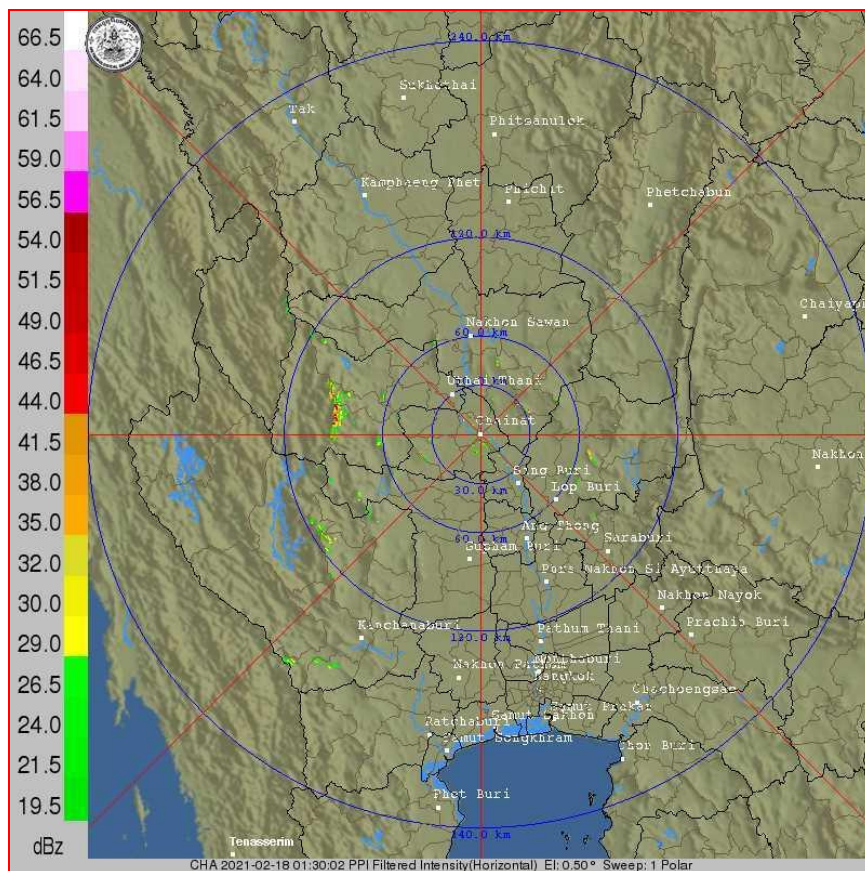 66.5
64.0
61.5
59.0
56.5
54.0
51.5
49.0
46.5
44.0
41.5
38.0
35.0
32.0
30.0
29.0
26.5
24.0
21.5
19.5
dBz
240.0 km
Sukhothai
Tak
Phitsanulok
Kamphaeng Phet
Phichit
Phetchabun
120.0 km
Chaiyap
Nakhon Sawan
60.0 km
Uthai Thani
Chainat
Nakhon
Sing Buri
30.0 km
Lop Buri
Ang Thong
60.0 km
Suphan Buri
Saraburi
Pora Nakhon Si Ayutthaya
Nakhon Nayok
Kanchanaburi
120.0 km
Pathum Thani
Prachin Buri
Nonthaburi
Nakhon Pathom
Bangkok
Chachoengsao
Samut Prakan
Samut Sakhon
Ratchaburi
Samut Songkhram
Chon Buri
Phet Buri
240.0 km
Tenasserim
CHA 2021-02-18 01:30:02 PPI Filtered Intensity(Horizontal) El: 0.50° Sweep: 1 Polar